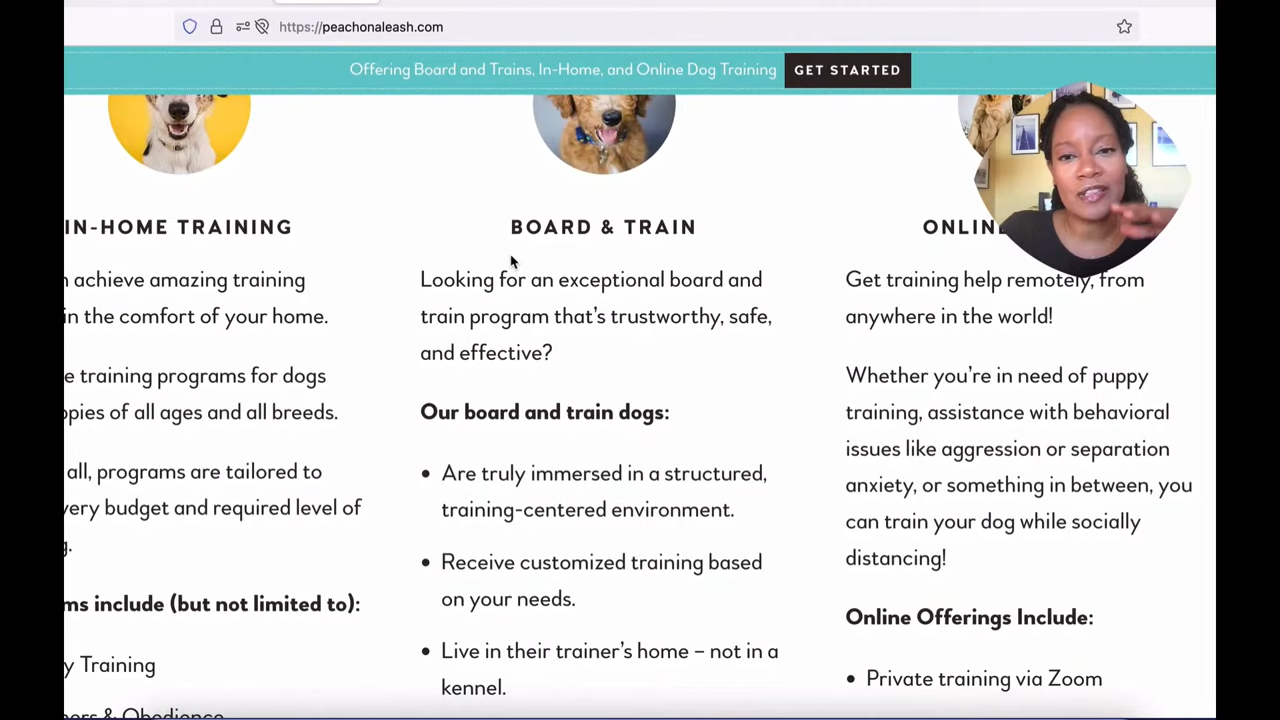 https://peachonaleash.com
Offering Board and Trains, In-Home, and Online Dog Training
GET STARTED
IN-HOME TRAINING
achieve amazing training
in the comfort of your home.
training programs for dogs
of all ages and all breeds.
all, programs are tailored to
budget and required level of
include (but not limited to):
Training
& Obedience
BOARD & TRAIN
Looking for an exceptional board and
train program that's trustworthy, safe,
and effective?
Our board and train dogs:
• Are truly immersed in a structured,
training-centered environment.
• Receive customized training based
on your needs.
• Live in their trainer's home – not in a
kennel.
ONLINE
Get training help remotely, from
anywhere in the world!
Whether you're in need of puppy
training, assistance with behavioral
issues like aggression or separation
anxiety, or something in between, you
can train your dog while socially
distancing!
Online Offerings Include:
• Private training via Zoom